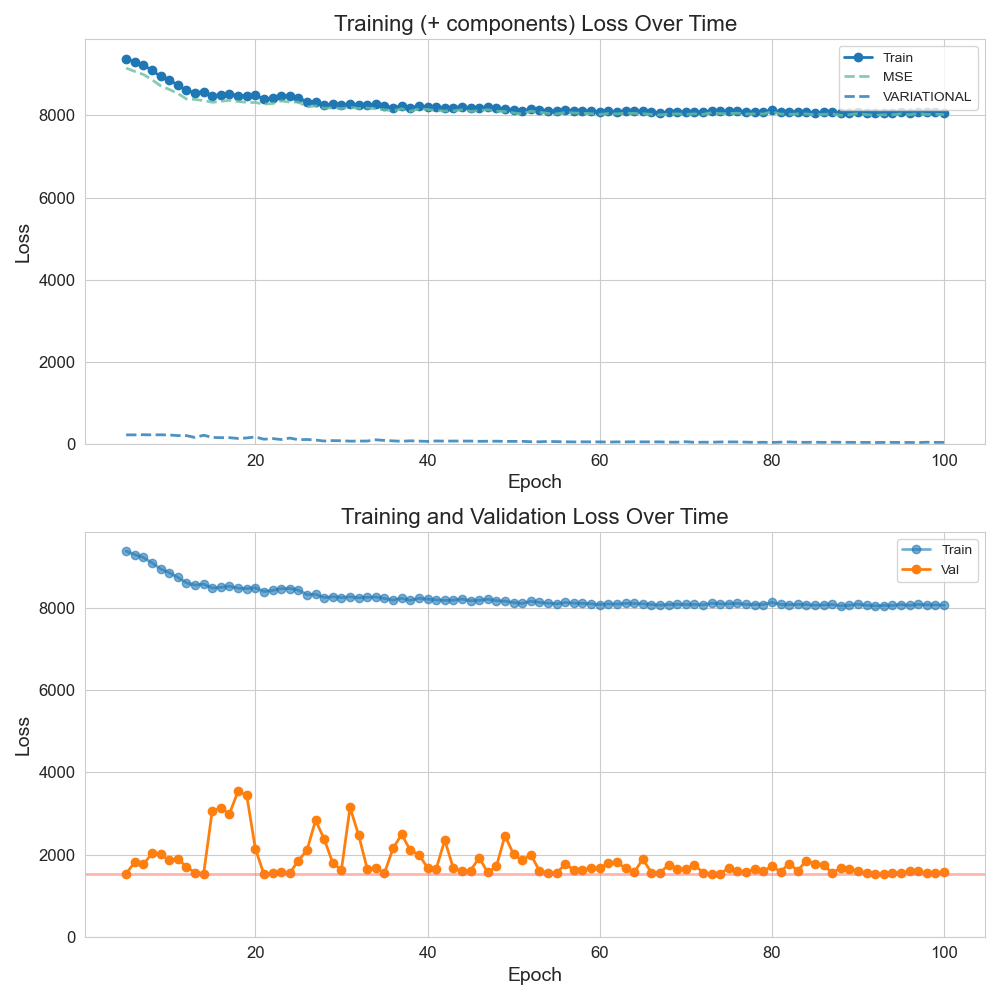 Training (+ components) Loss Over Time
Train
MSE
VARIATIONAL
8000
6000
4000
2000
0
Loss
20 40 60 80 100
Epoch
Training and Validation Loss Over Time
Train
Val
8000
6000
4000
2000
0
Loss
20 40 60 80 100
Epoch